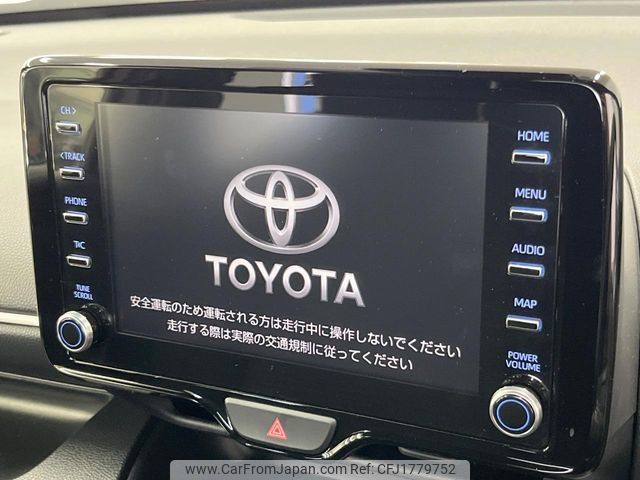 CH >
< TRACK
PHONE
T&C
TUNE
SCROLL
TOYOTA
安全運転のため運転される方は走行中に操作しないでください
走行する際は実際の交通規制に従ってください
HOME
MENU
AUDIO
MAP
POWER
VOLUME
www.CarFromJapan.com | Ref. ID: CFJ1779752